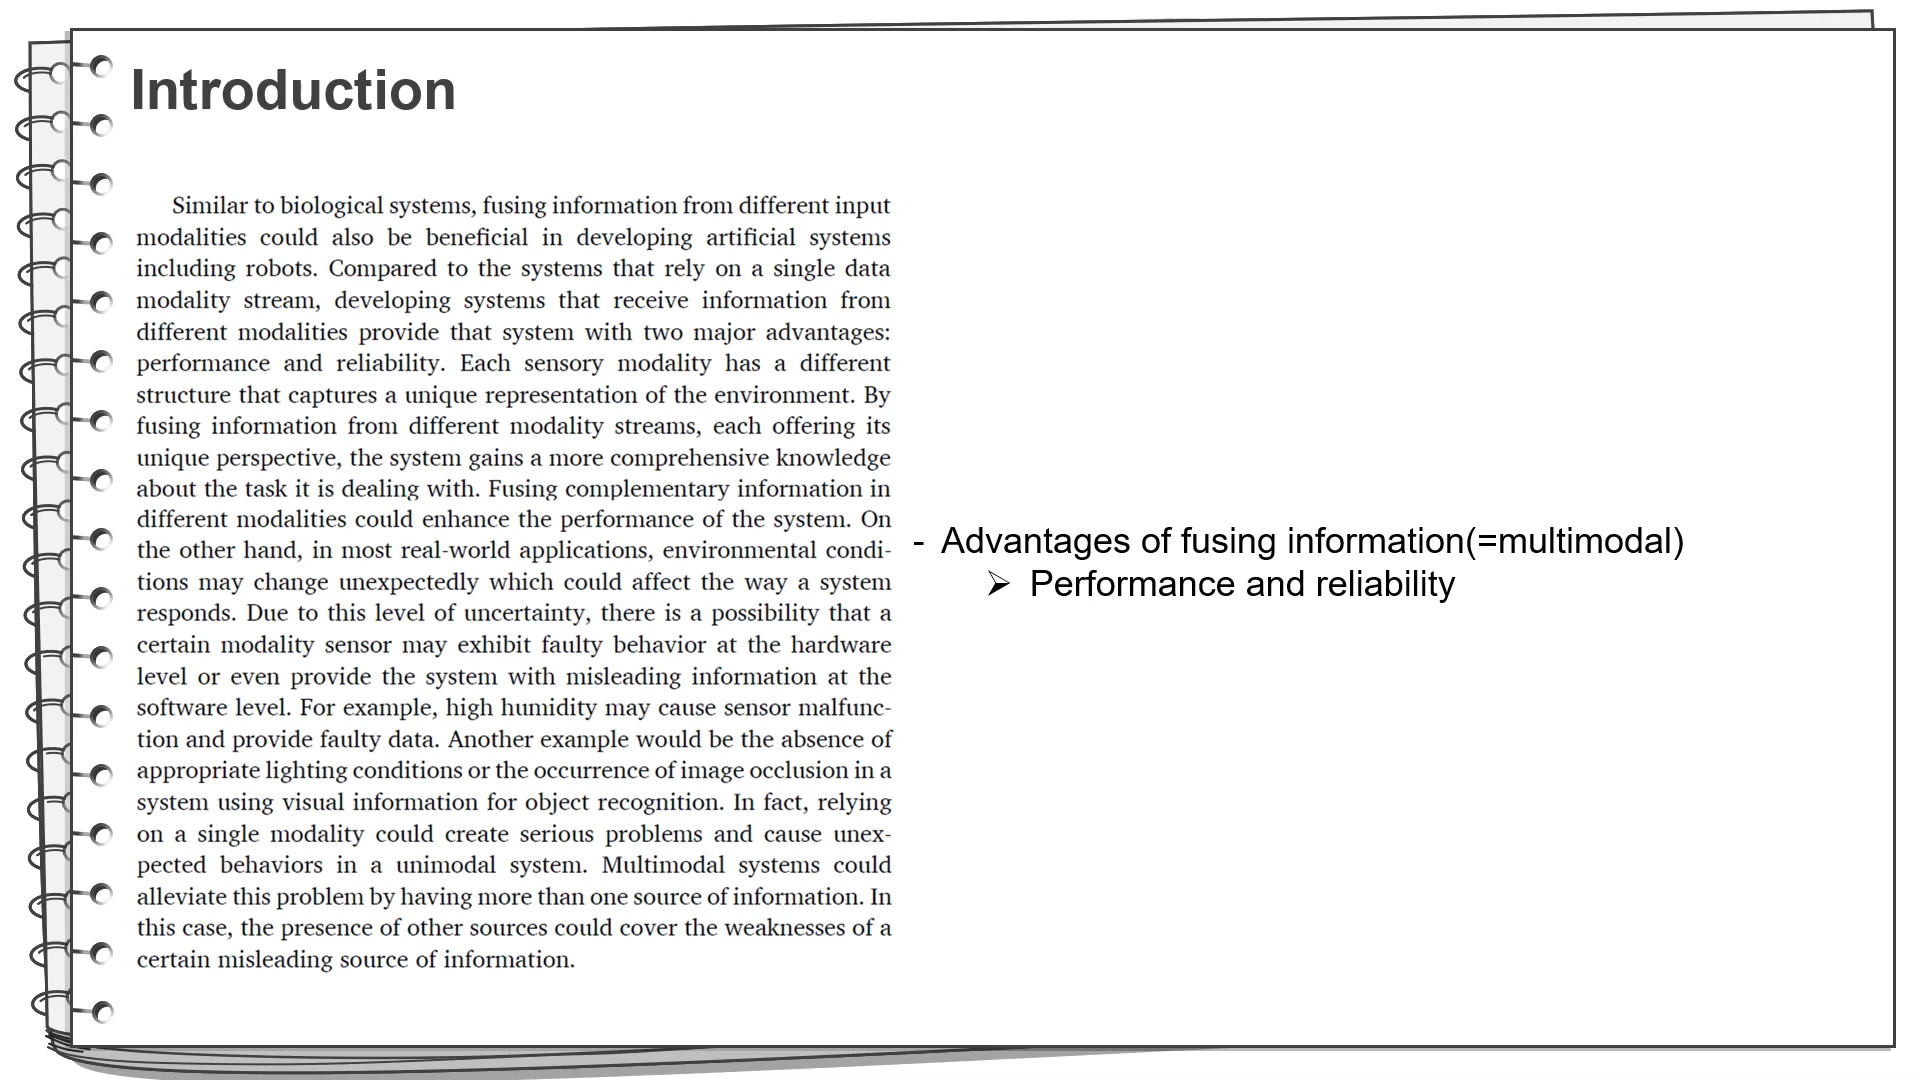 Introduction
Similar to biological systems, fusing information from different input
modalities could also be beneficial in developing artificial systems
including robots. Compared to the systems that rely on a single data
modality stream, developing systems that receive information from
different modalities provide that system with two major advantages:
performance and reliability. Each sensory modality has a different
structure that captures a unique representation of the environment. By
fusing information from different modality streams, each offering its
unique perspective, the system gains a more comprehensive knowledge
about the task it is dealing with. Fusing complementary information in
different modalities could enhance the performance of the system. On
the other hand, in most real-world applications, environmental condi-
tions may change unexpectedly which could affect the way a system
responds. Due to this level of uncertainty, there is a possibility that a
certain modality sensor may exhibit faulty behavior at the hardware
level or even provide the system with misleading information at the
software level. For example, high humidity may cause sensor malfunc-
tion and provide faulty data. Another example would be the absence of
appropriate lighting conditions or the occurrence of image occlusion in a
system using visual information for object recognition. In fact, relying
on a single modality could create serious problems and cause unex-
pected behaviors in a unimodal system. Multimodal systems could
alleviate this problem by having more than one source of information. In
this case, the presence of other sources could cover the weaknesses of a
certain misleading source of information.
- Advantages of fusing information(=multimodal)
➢ Performance and reliability